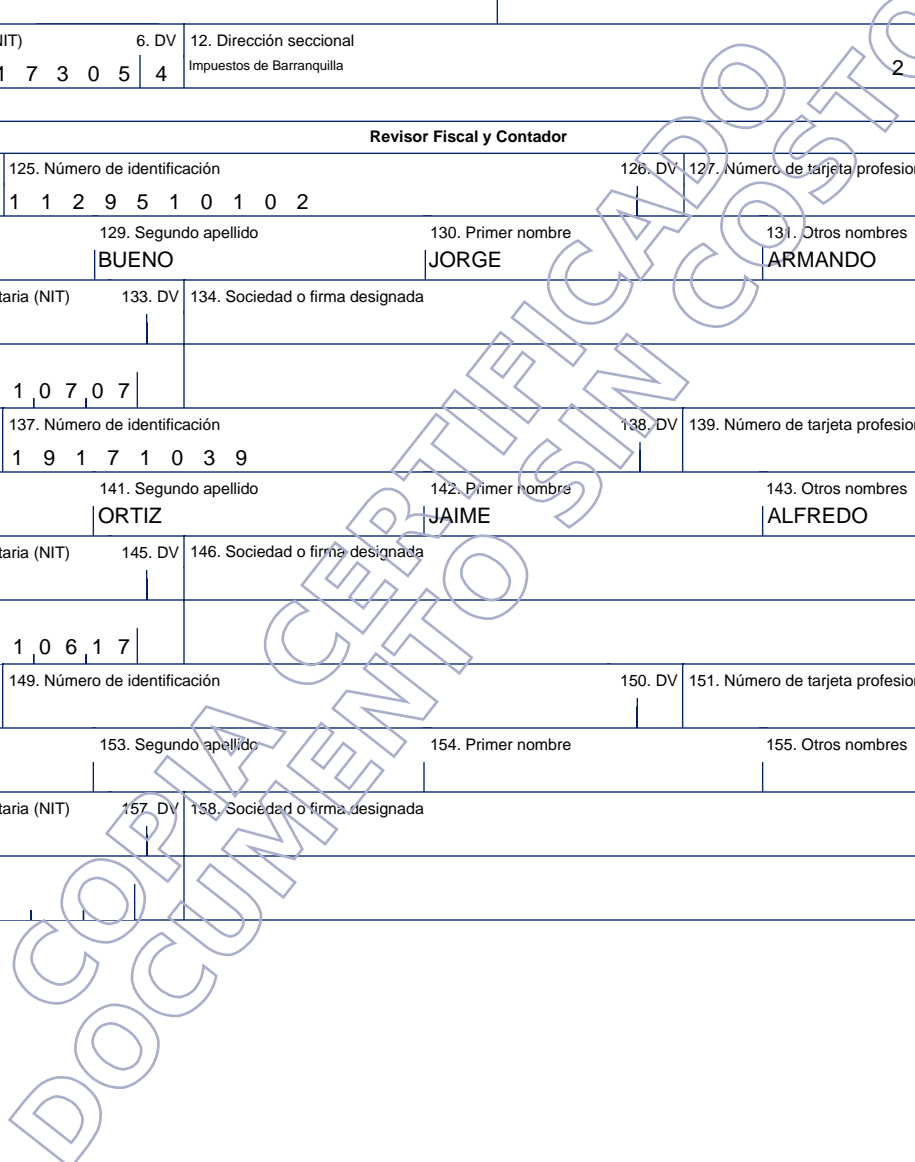 NIT) 6. DV 12. Dirección seccional
1 7 3 0 5 4 Impuestos de Barranquilla 2
Revisor Fiscal y Contador
125. Número de identificación 126. DV 127. Número de tarjeta profesion
1 1 2 9 5 1 0 1 0 2
129. Segundo apellido 130. Primer nombre 131. Otros nombres
BUENO JORGE ARMANDO
taria (NIT) 133. DV 134. Sociedad o firma designada
1 0 7 0 7
137. Número de identificación 138. DV 139. Número de tarjeta profesion
1 9 1 7 1 0 3 9
141. Segundo apellido 142. Primer nombre 143. Otros nombres
ORTIZ JAIME ALFREDO
taria (NIT) 145. DV 146. Sociedad o firma designada
1 0 6 1 7
149. Número de identificación 150. DV 151. Número de tarjeta profesion
153. Segundo apellido 154. Primer nombre 155. Otros nombres
taria (NIT) 157. DV 158. Sociedad o firma designada
COPIA CERTIFICADO
DOCUMENTO SIN COSTO